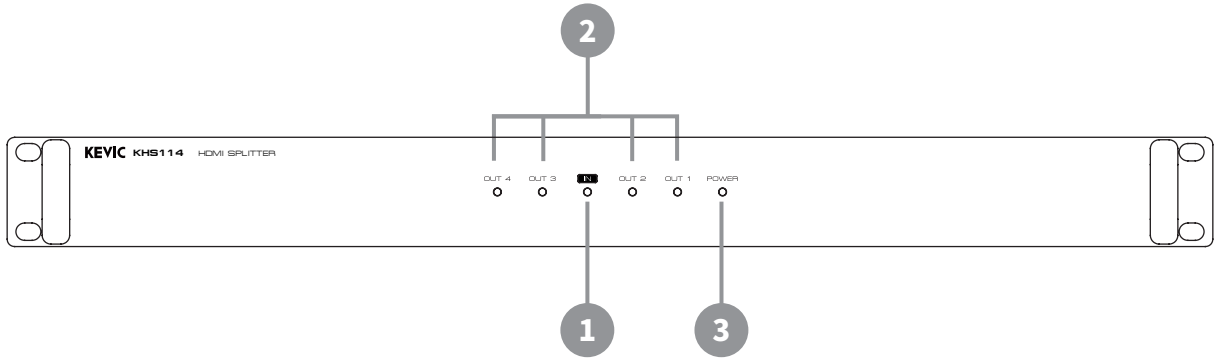 2
KEVIC KHS114 HDMI SPLITTER
OUT 4 OUT 3 IN OUT 2 OUT 1 POWER
1 3